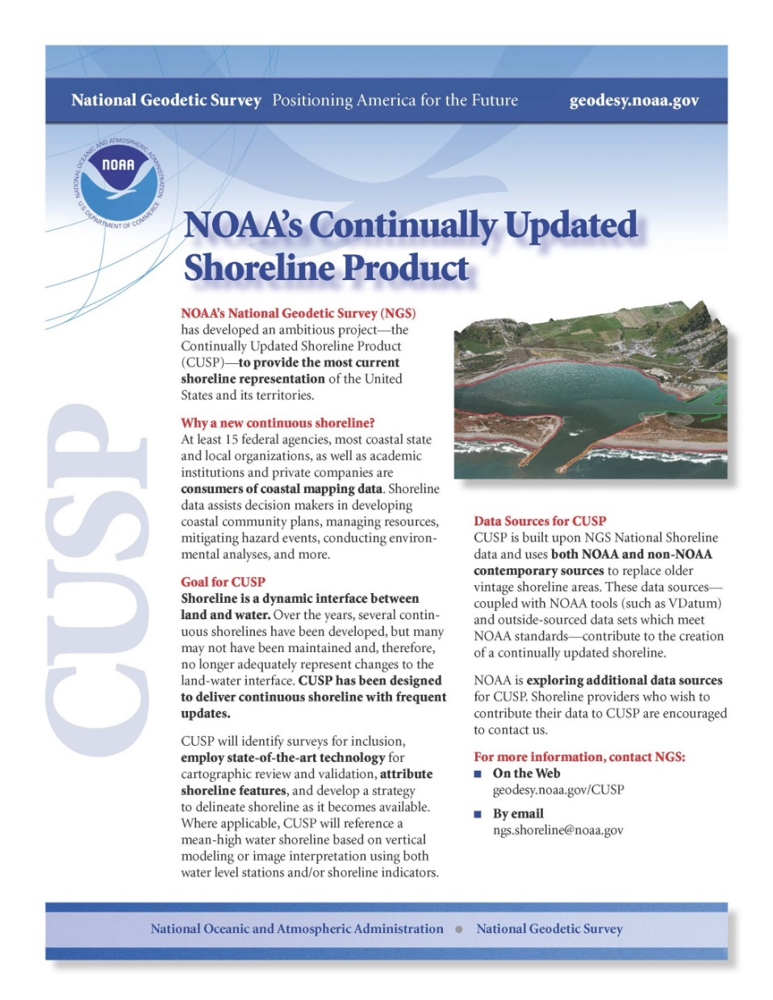 National Geodetic Survey Positioning America for the Future geodesy.noaa.gov
NATIONAL OCEANIC AND ATMOSPHERIC ADMINISTRATION
NOAA
U.S. DEPARTMENT OF COMMERCE
NOAA's Continually Updated
Shoreline Product
CUSP
NOAA's National Geodetic Survey (NGS)
has developed an ambitious project—the
Continually Updated Shoreline Product
(CUSP)—to provide the most current
shoreline representation of the United
States and its territories.
Why a new continuous shoreline?
At least 15 federal agencies, most coastal state
and local organizations, as well as academic
institutions and private companies are
consumers of coastal mapping data. Shoreline
data assists decision makers in developing
coastal community plans, managing resources,
mitigating hazard events, conducting environ-
mental analyses, and more.
Goal for CUSP
Shoreline is a dynamic interface between
land and water. Over the years, several contin-
uous shorelines have been developed, but many
may not have been maintained and, therefore,
no longer adequately represent changes to the
land-water interface. CUSP has been designed
to deliver continuous shoreline with frequent
updates.
CUSP will identify surveys for inclusion,
employ state-of-the-art technology for
cartographic review and validation, attribute
shoreline features, and develop a strategy
to delineate shoreline as it becomes available.
Where applicable, CUSP will reference a
mean-high water shoreline based on vertical
modeling or image interpretation using both
water level stations and/or shoreline indicators.
Data Sources for CUSP
CUSP is built upon NGS National Shoreline
data and uses both NOAA and non-NOAA
contemporary sources to replace older
vintage shoreline areas. These data sources—
coupled with NOAA tools (such as VDatum)
and outside-sourced data sets which meet
NOAA standards—contribute to the creation
of a continually updated shoreline.
NOAA is exploring additional data sources
for CUSP. Shoreline providers who wish to
contribute their data to CUSP are encouraged
to contact us.
For more information, contact NGS:
■ On the Web
geodesy.noaa.gov/CUSP
■ By email
ngs.shoreline@noaa.gov
National Oceanic and Atmospheric Administration ● National Geodetic Survey